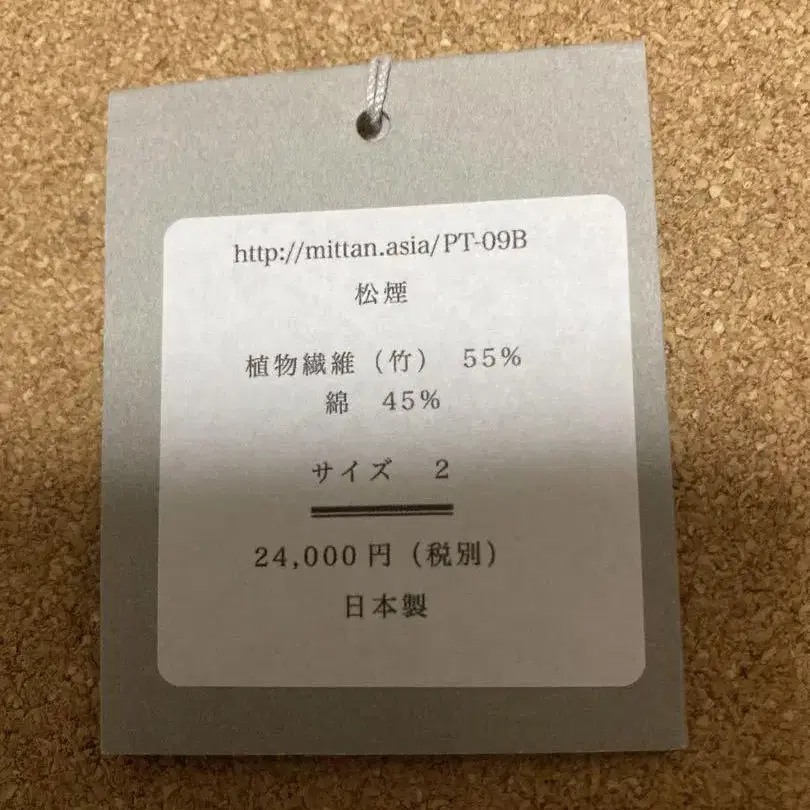 http://mittan.asia/PT-09B
松煙
植物繊維（竹）　55%
綿　45%
サイズ　2
24,000円（税別）
日本製